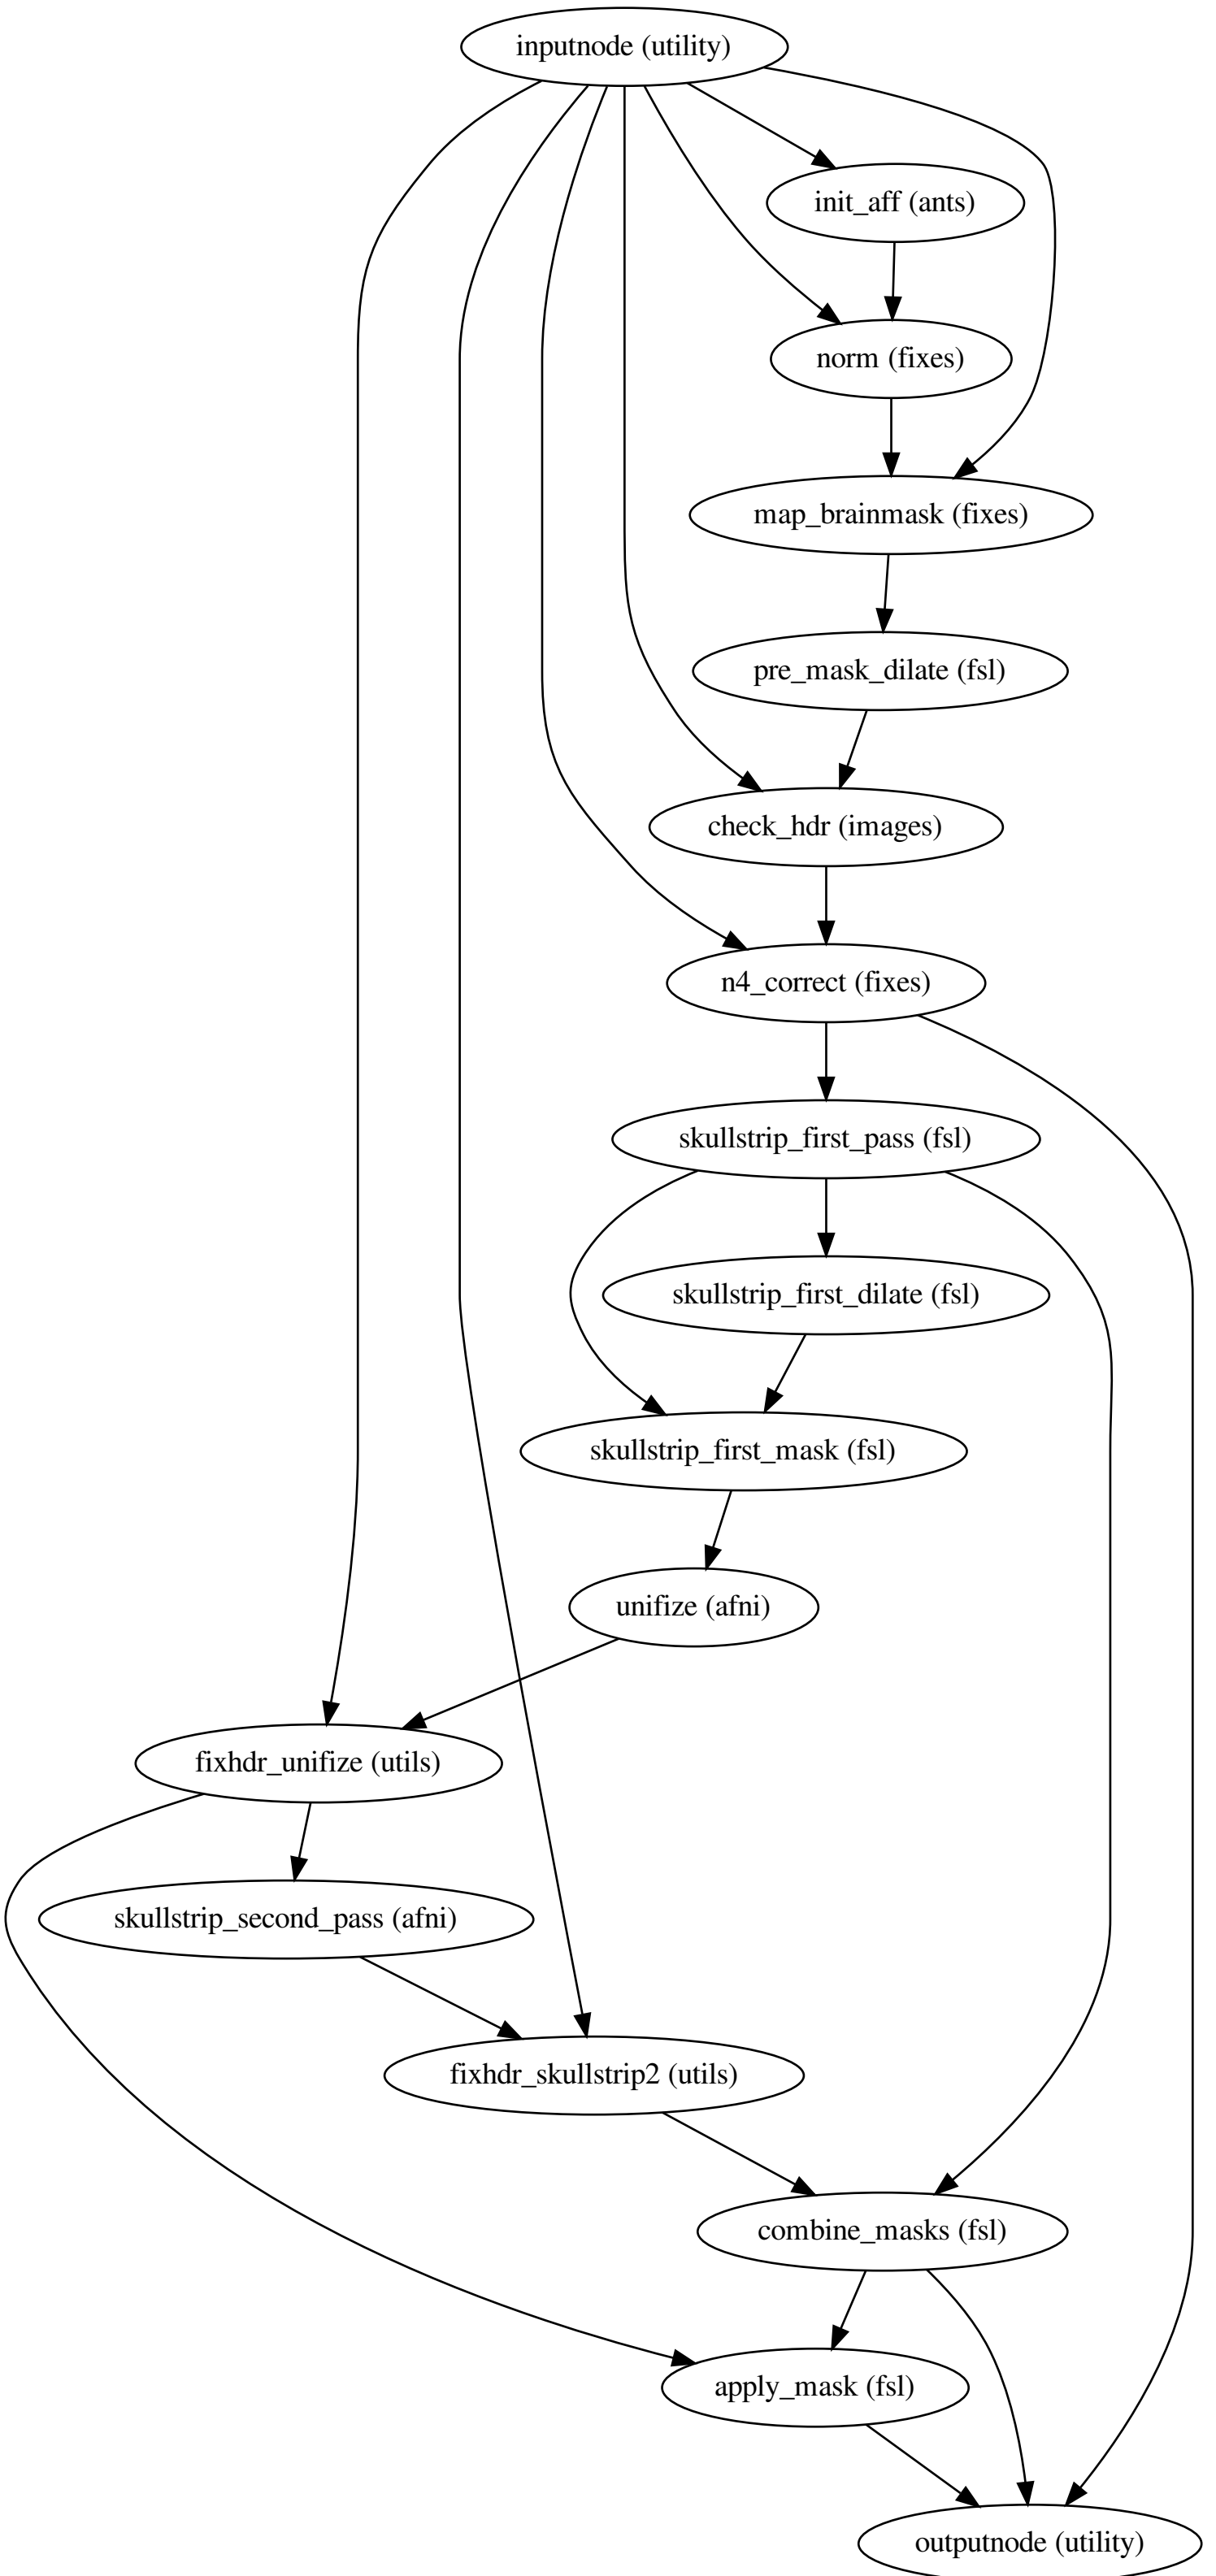 inputnode (utility)
init_aff (ants)
norm (fixes)
map_brainmask (fixes)
pre_mask_dilate (fsl)
check_hdr (images)
n4_correct (fixes)
skullstrip_first_pass (fsl)
skullstrip_first_dilate (fsl)
skullstrip_first_mask (fsl)
unifize (afni)
fixhdr_unifize (utils)
skullstrip_second_pass (afni)
fixhdr_skullstrip2 (utils)
combine_masks (fsl)
apply_mask (fsl)
outputnode (utility)